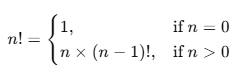 n! = { 1, if n = 0
n × (n − 1)!, if n > 0